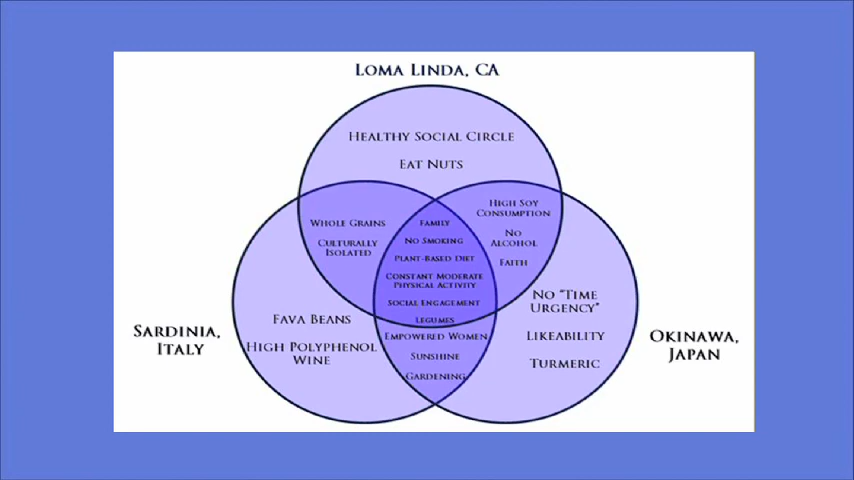 LOMA LINDA, CA
HEALTHY SOCIAL CIRCLE
EAT NUTS
WHOLE GRAINS
CULTURALLY
ISOLATED
FAMILY
NO SMOKING
PLANT-BASED DIET
CONSTANT MODERATE
PHYSICAL ACTIVITY
SOCIAL ENGAGEMENT
LEGUMES
HIGH SOY
CONSUMPTION
NO
ALCOHOL
FAITH
SARDINIA,
ITALY
FAVA BEANS
HIGH POLYPHENOL
WINE
EMPOWERED WOMEN
SUNSHINE
GARDENING
NO "TIME
URGENCY"
LIKEABILITY
TURMERIC
OKINAWA,
JAPAN